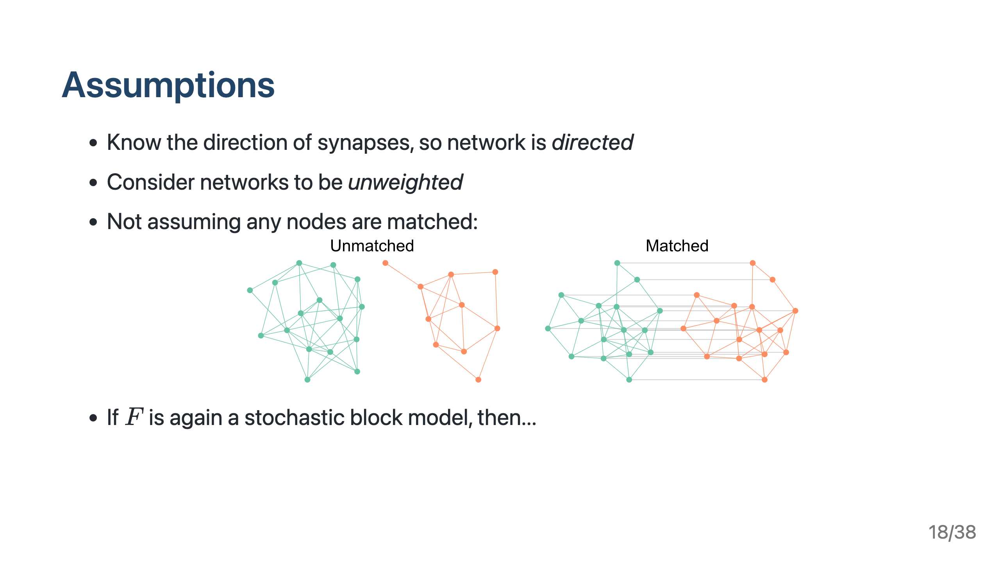 Assumptions
• Know the direction of synapses, so network is directed
• Consider networks to be unweighted
• Not assuming any nodes are matched:
Unmatched
Matched
• If F is again a stochastic block model, then...
18/38